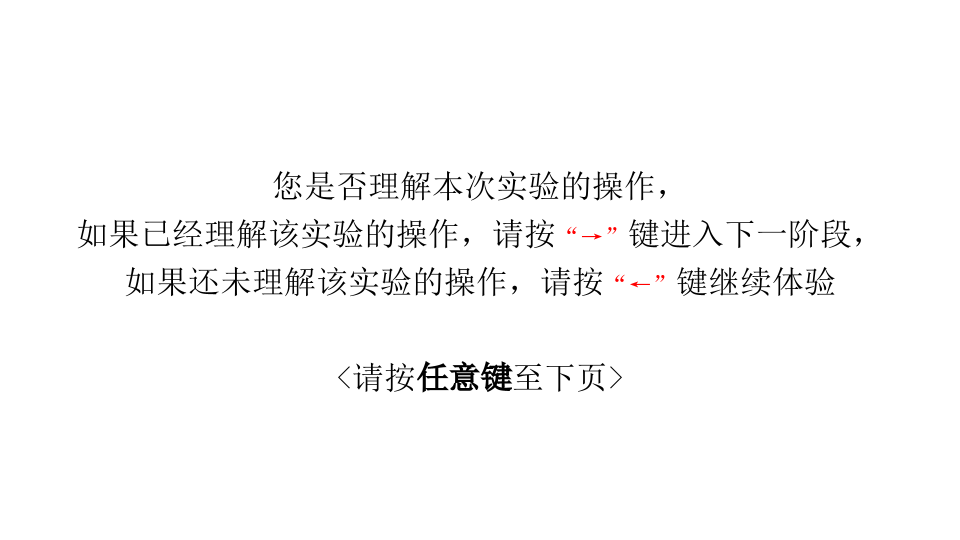 您是否理解本次实验的操作，
如果已经理解该实验的操作，请按“→”键进入下一阶段，
如果还未理解该实验的操作，请按“←”键继续体验
<请按任意键至下页>